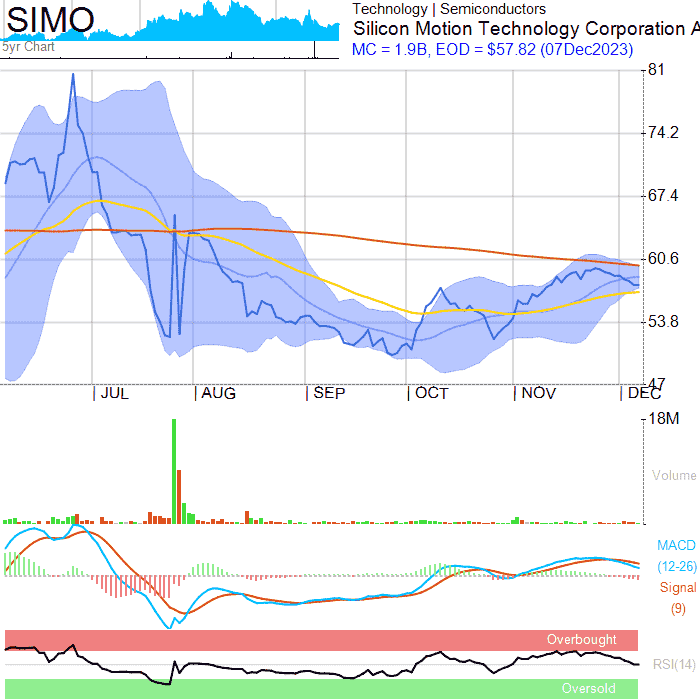 SIMO
5yr Chart
Technology | Semiconductors
Silicon Motion Technology Corporation A
MC = 1.9B, EOD = $57.82 (07Dec2023)
81
74.2
67.4
60.6
53.8
47
JUL AUG SEP OCT NOV DEC
18M
Volume
MACD
(12-26)
Signal
(9)
Overbought
RSI(14)
Oversold